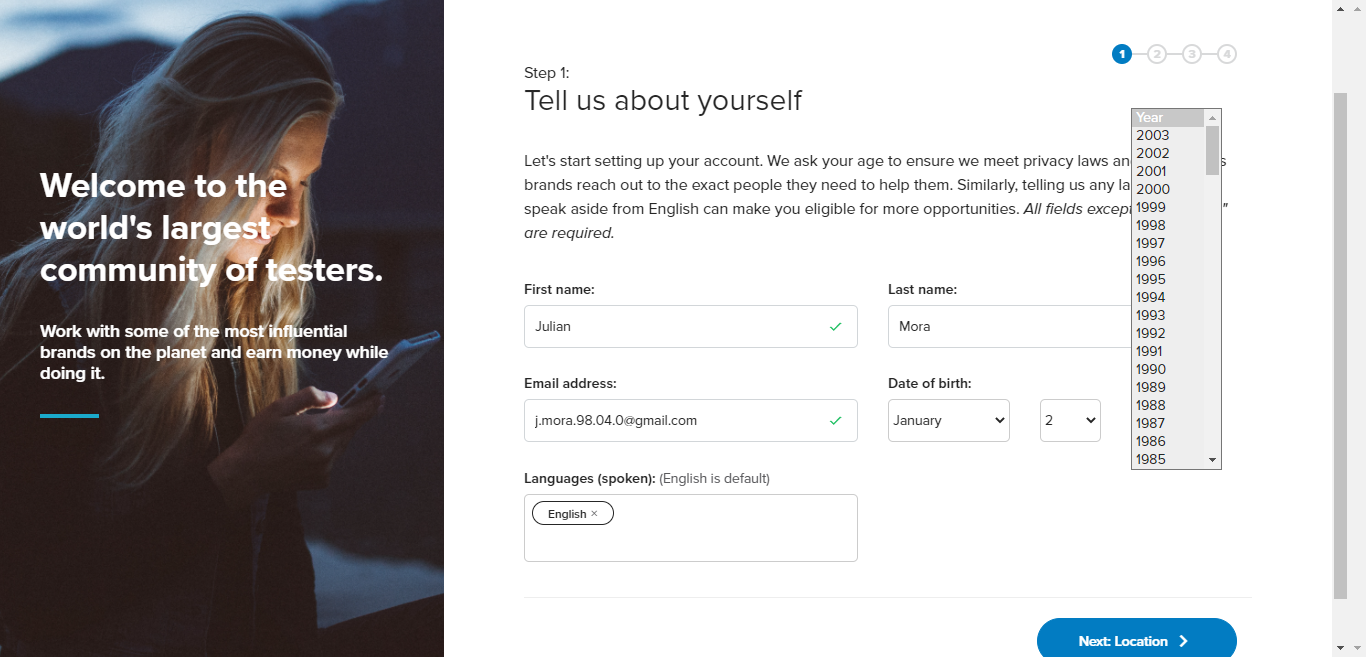 Welcome to the
world's largest
community of testers.
Work with some of the most influential
brands on the planet and earn money while
doing it.
1 2 3 4
Step 1:
Tell us about yourself
Let's start setting up your account. We ask your age to ensure we meet privacy laws an
s
brands reach out to the exact people they need to help them. Similarly, telling us any la
speak aside from English can make you eligible for more opportunities. All fields except "
are required.
First name:
Last name:
Julian
Mora
Email address:
Date of birth:
j.mora.98.04.0@gmail.com
January
2
Year
2003
2002
2001
2000
1999
1998
1997
1996
1995
1994
1993
1992
1991
1990
1989
1988
1987
1986
1985
Languages (spoken): (English is default)
English ×
Next: Location